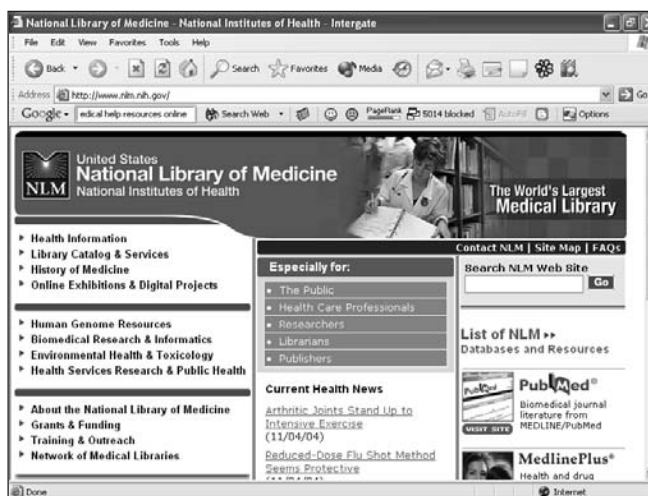 National Library of Medicine - National Institutes of Health - Intergate
File Edit View Favorites Tools Help
Back Search Favorites Media
Address http://www.nlm.nih.gov/ Go
Google edical help resources online Search Web PageRank 5014 blocked AutoFill Options
NLM
United States
National Library of Medicine
National Institutes of Health
The World's Largest
Medical Library
Contact NLM | Site Map | FAQs
Health Information
Library Catalog & Services
History of Medicine
Online Exhibitions & Digital Projects
Human Genome Resources
Biomedical Research & Informatics
Environmental Health & Toxicology
Health Services Research & Public Health
About the National Library of Medicine
Grants & Funding
Training & Outreach
Network of Medical Libraries
Especially for:
The Public
Health Care Professionals
Researchers
Librarians
Publishers
Current Health News
Arthritic Joints Stand Up to
Intensive Exercise
(11/04/04)
Reduced-Dose Flu Shot Method
Seems Protective
(11/04/04)
Search NLM Web Site
Go
List of NLM
Databases and Resources
PubMed
VISIT SITE
PubMed®
Biomedical journal
literature from
MEDLINE/PubMed
MedlinePlus®
Health and drug
Done Internet